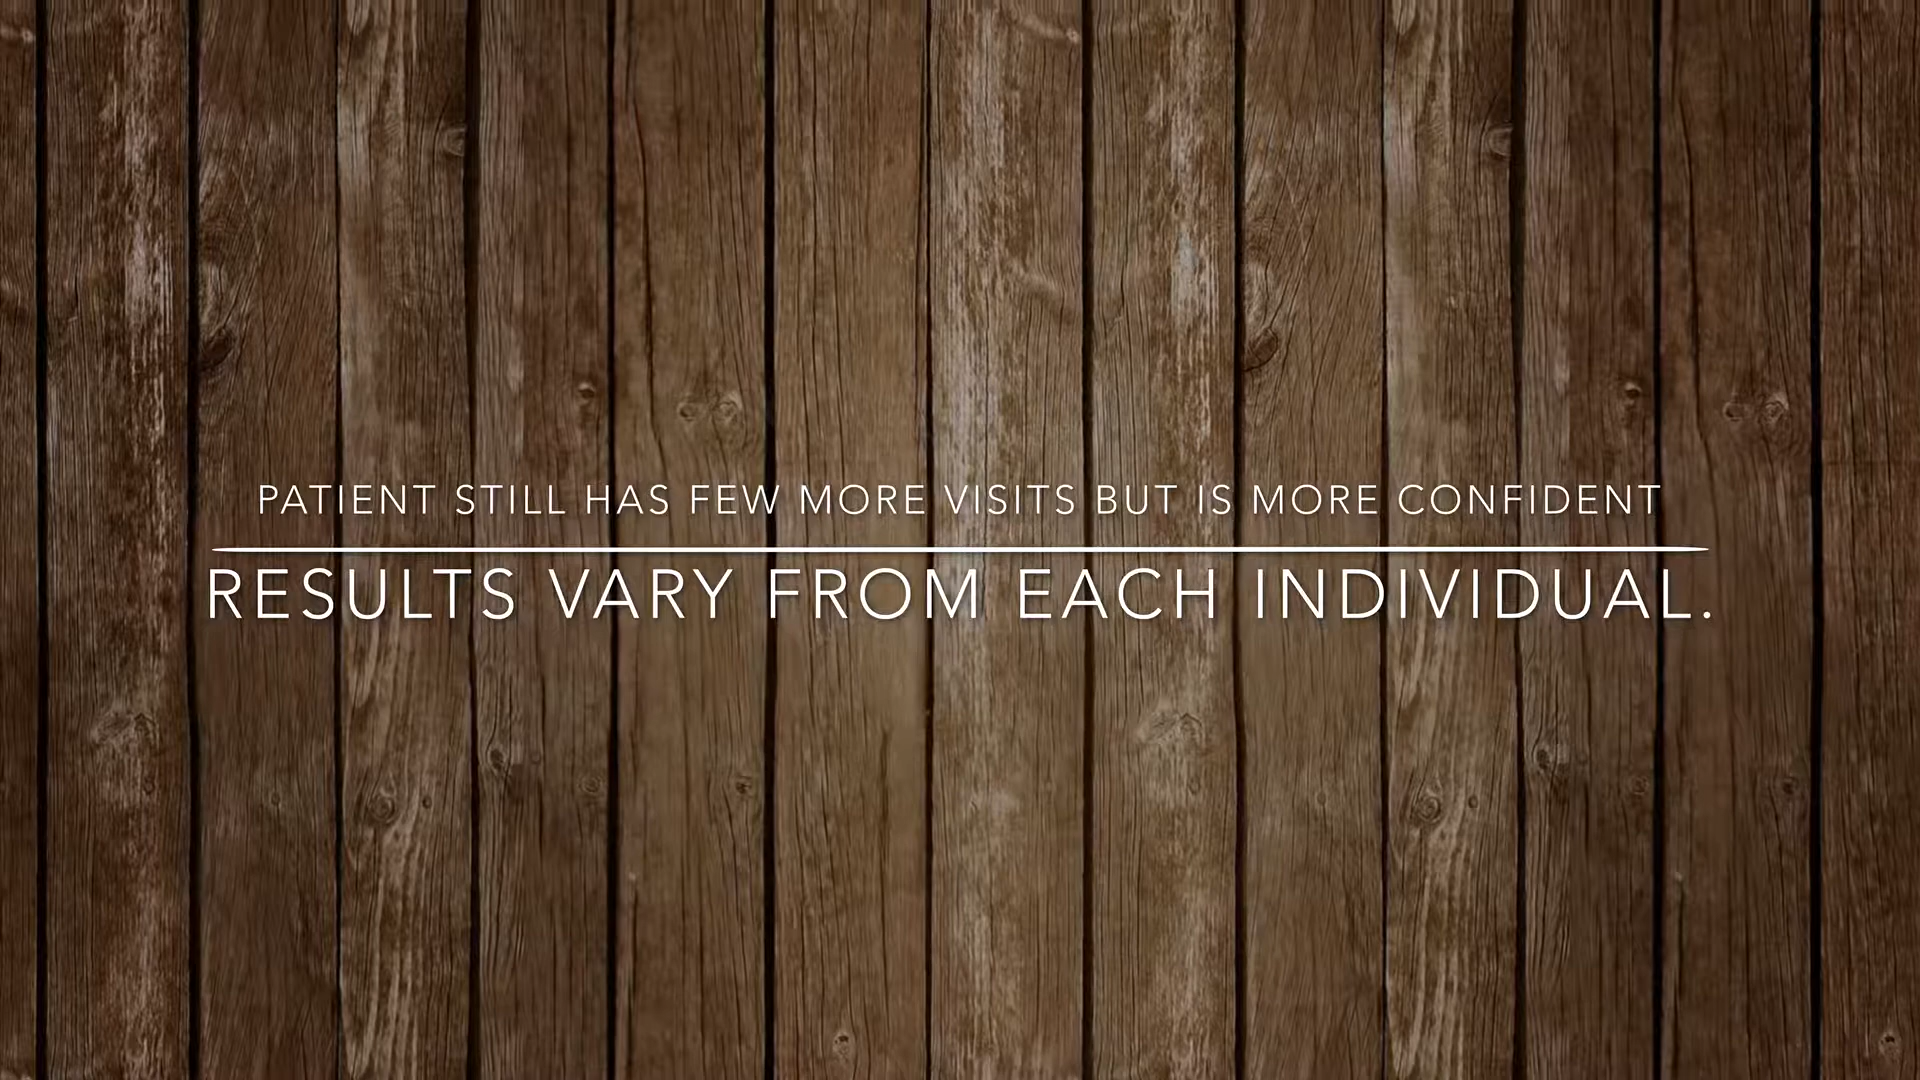 PATIENT STILL HAS FEW MORE VISITS BUT IS MORE CONFIDENT
RESULTS VARY FROM EACH INDIVIDUAL.